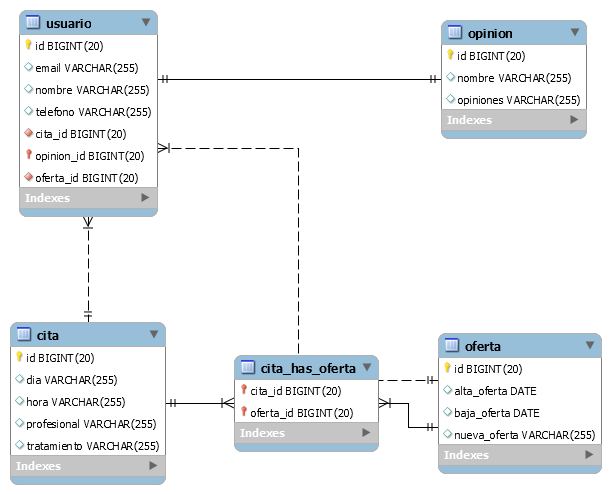 usuario
id BIGINT(20)
email VARCHAR(255)
nombre VARCHAR(255)
telefono VARCHAR(255)
cita_id BIGINT(20)
opinion_id BIGINT(20)
oferta_id BIGINT(20)
Indexes
opinion
id BIGINT(20)
nombre VARCHAR(255)
opiniones VARCHAR(255)
Indexes
cita
id BIGINT(20)
dia VARCHAR(255)
hora VARCHAR(255)
profesional VARCHAR(255)
tratamiento VARCHAR(255)
Indexes
cita_has_oferta
cita_id BIGINT(20)
oferta_id BIGINT(20)
Indexes
oferta
id BIGINT(20)
alta_oferta DATE
baja_oferta DATE
nueva_oferta VARCHAR(255)
Indexes